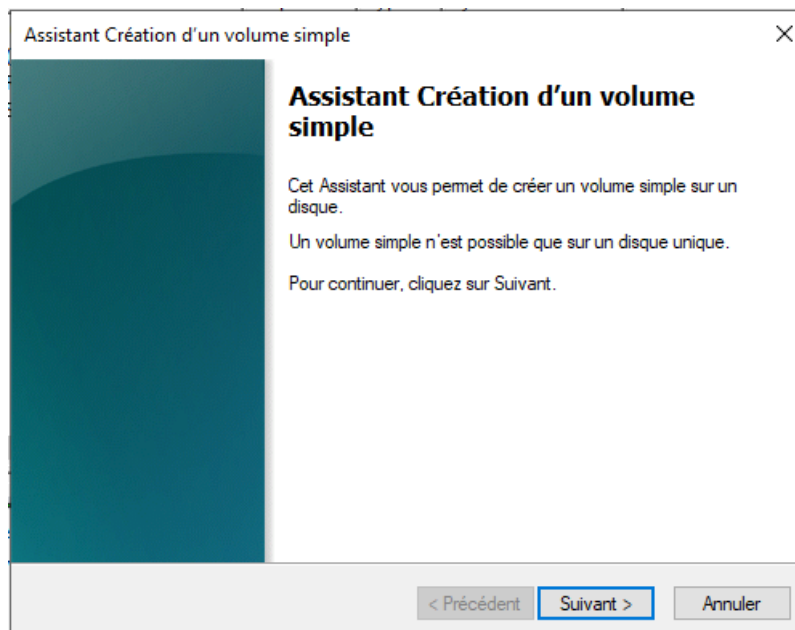 Assistant Création d'un volume simple
Assistant Création d'un volume
simple
Cet Assistant vous permet de créer un volume simple sur un
disque.
Un volume simple n'est possible que sur un disque unique.
Pour continuer, cliquez sur Suivant.
< Précédent
Suivant >
Annuler